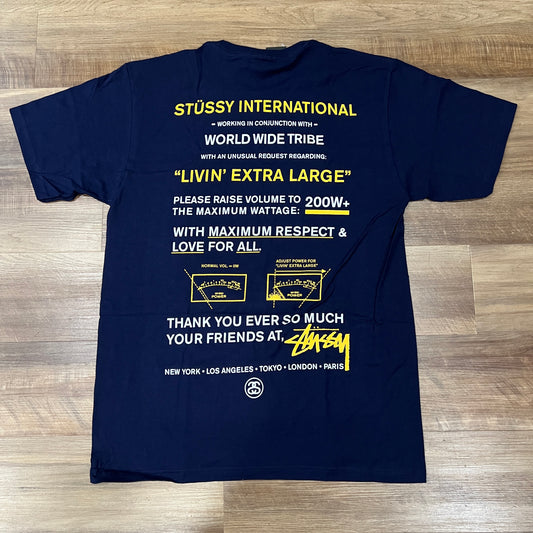 STÜSSY INTERNATIONAL
– WORKING IN CONJUNCTION WITH –
WORLD WIDE TRIBE
WITH AN UNUSUAL REQUEST REGARDING:
“LIVIN’ EXTRA LARGE”
PLEASE RAISE VOLUME TO
THE MAXIMUM WATTAGE: 200W+
WITH MAXIMUM RESPECT &
LOVE FOR ALL.
ADJUST POWER FOR
"LIVIN' EXTRA LARGE"
POWER
POWER
THANK YOU EVER SO MUCH
YOUR FRIENDS AT, Stüssy
NEW YORK • LOS ANGELES • TOKYO • LONDON • PARIS